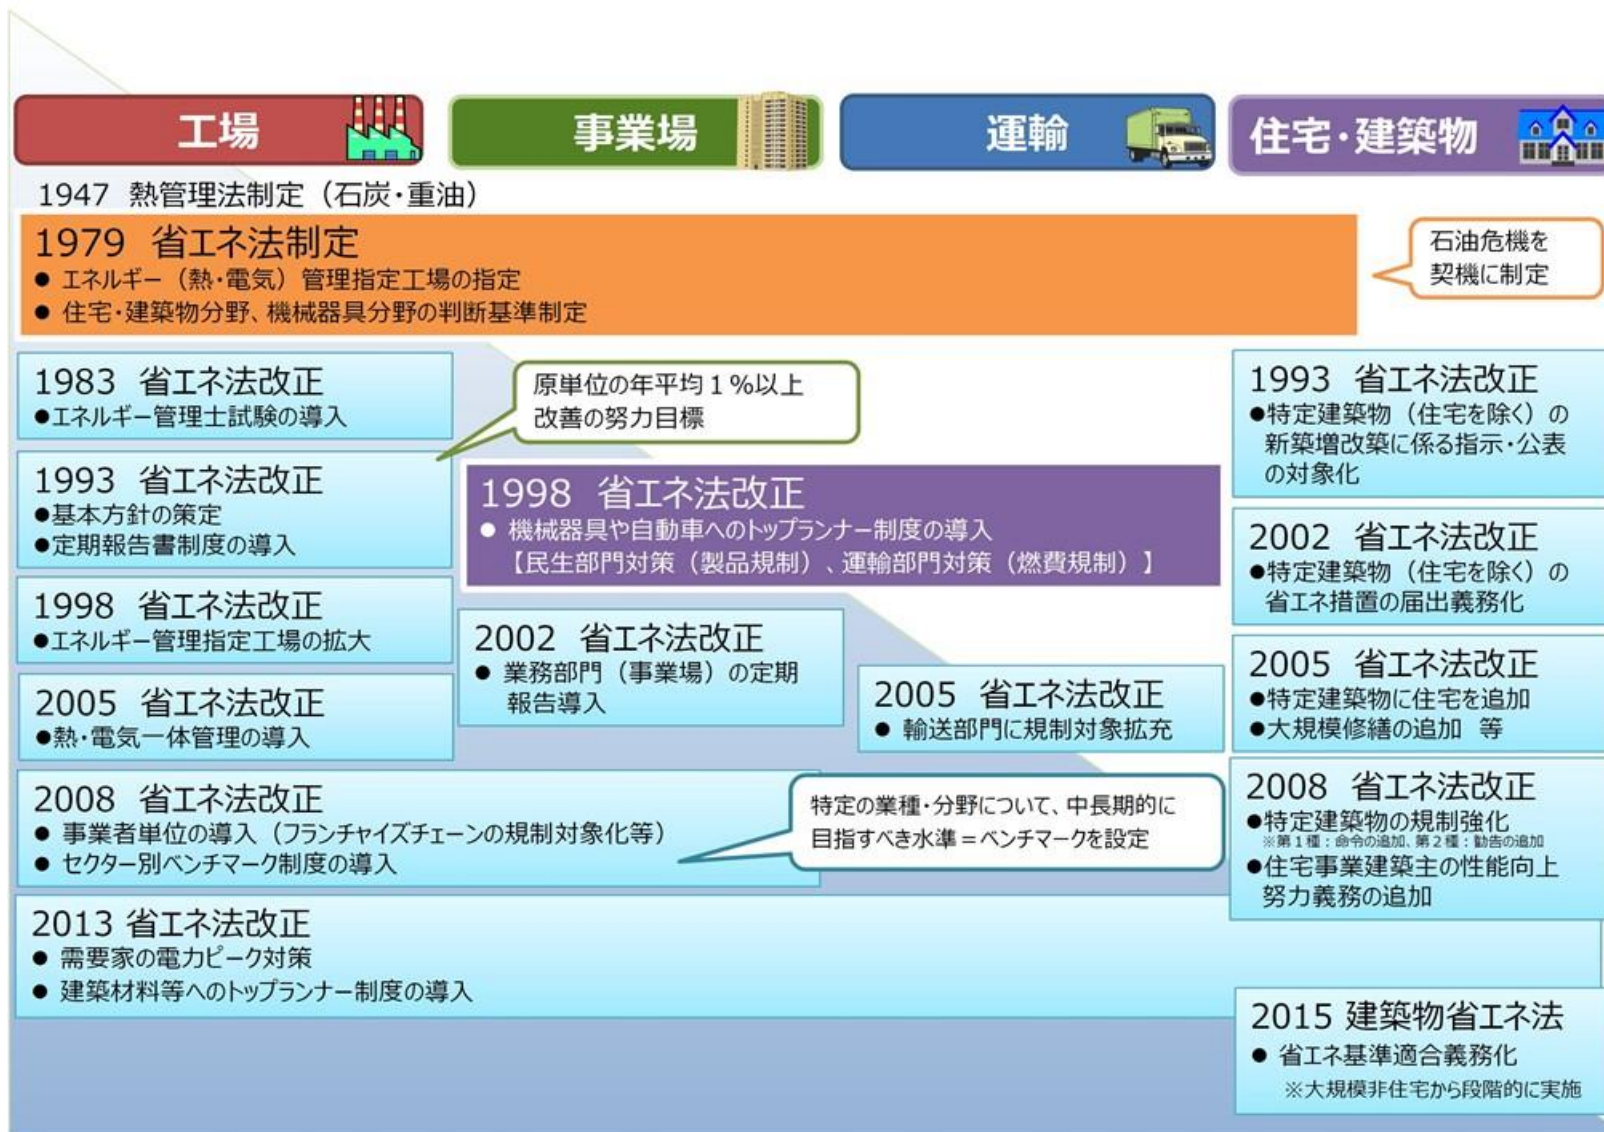 工場
事業場
運輸
住宅・建築物
1947 熱管理法制定（石炭・重油）
1979 省エネ法制定
● エネルギー（熱・電気）管理指定工場の指定
● 住宅・建築物分野、機械器具分野の判断基準制定
石油危機を
契機に制定
1983 省エネ法改正
●エネルギー管理士試験の導入
原単位の年平均１％以上
改善の努力目標
1993 省エネ法改正
●基本方針の策定
●定期報告書制度の導入
1998 省エネ法改正
●エネルギー管理指定工場の拡大
2005 省エネ法改正
●熱・電気一体管理の導入
1998 省エネ法改正
● 機械器具や自動車へのトップランナー制度の導入
【民生部門対策（製品規制）、運輸部門対策（燃費規制）】
2002 省エネ法改正
● 業務部門（事業場）の定期
報告導入
2005 省エネ法改正
● 輸送部門に規制対象拡充
1993 省エネ法改正
●特定建築物（住宅を除く）の
新築増改築に係る指示・公表
の対象化
2002 省エネ法改正
●特定建築物（住宅を除く）の
省エネ措置の届出義務化
2005 省エネ法改正
●特定建築物に住宅を追加
●大規模修繕の追加 等
2008 省エネ法改正
● 事業者単位の導入（フランチャイズチェーンの規制対象化等）
● セクター別ベンチマーク制度の導入
特定の業種・分野について、中長期的に
目指すべき水準＝ベンチマークを設定
2008 省エネ法改正
●特定建築物の規制強化
※第１種：命令の追加、第２種：勧告の追加
●住宅事業建築主の性能向上
努力義務の追加
2013 省エネ法改正
● 需要家の電力ピーク対策
● 建築材料等へのトップランナー制度の導入
2015 建築物省エネ法
● 省エネ基準適合義務化
※大規模非住宅から段階的に実施